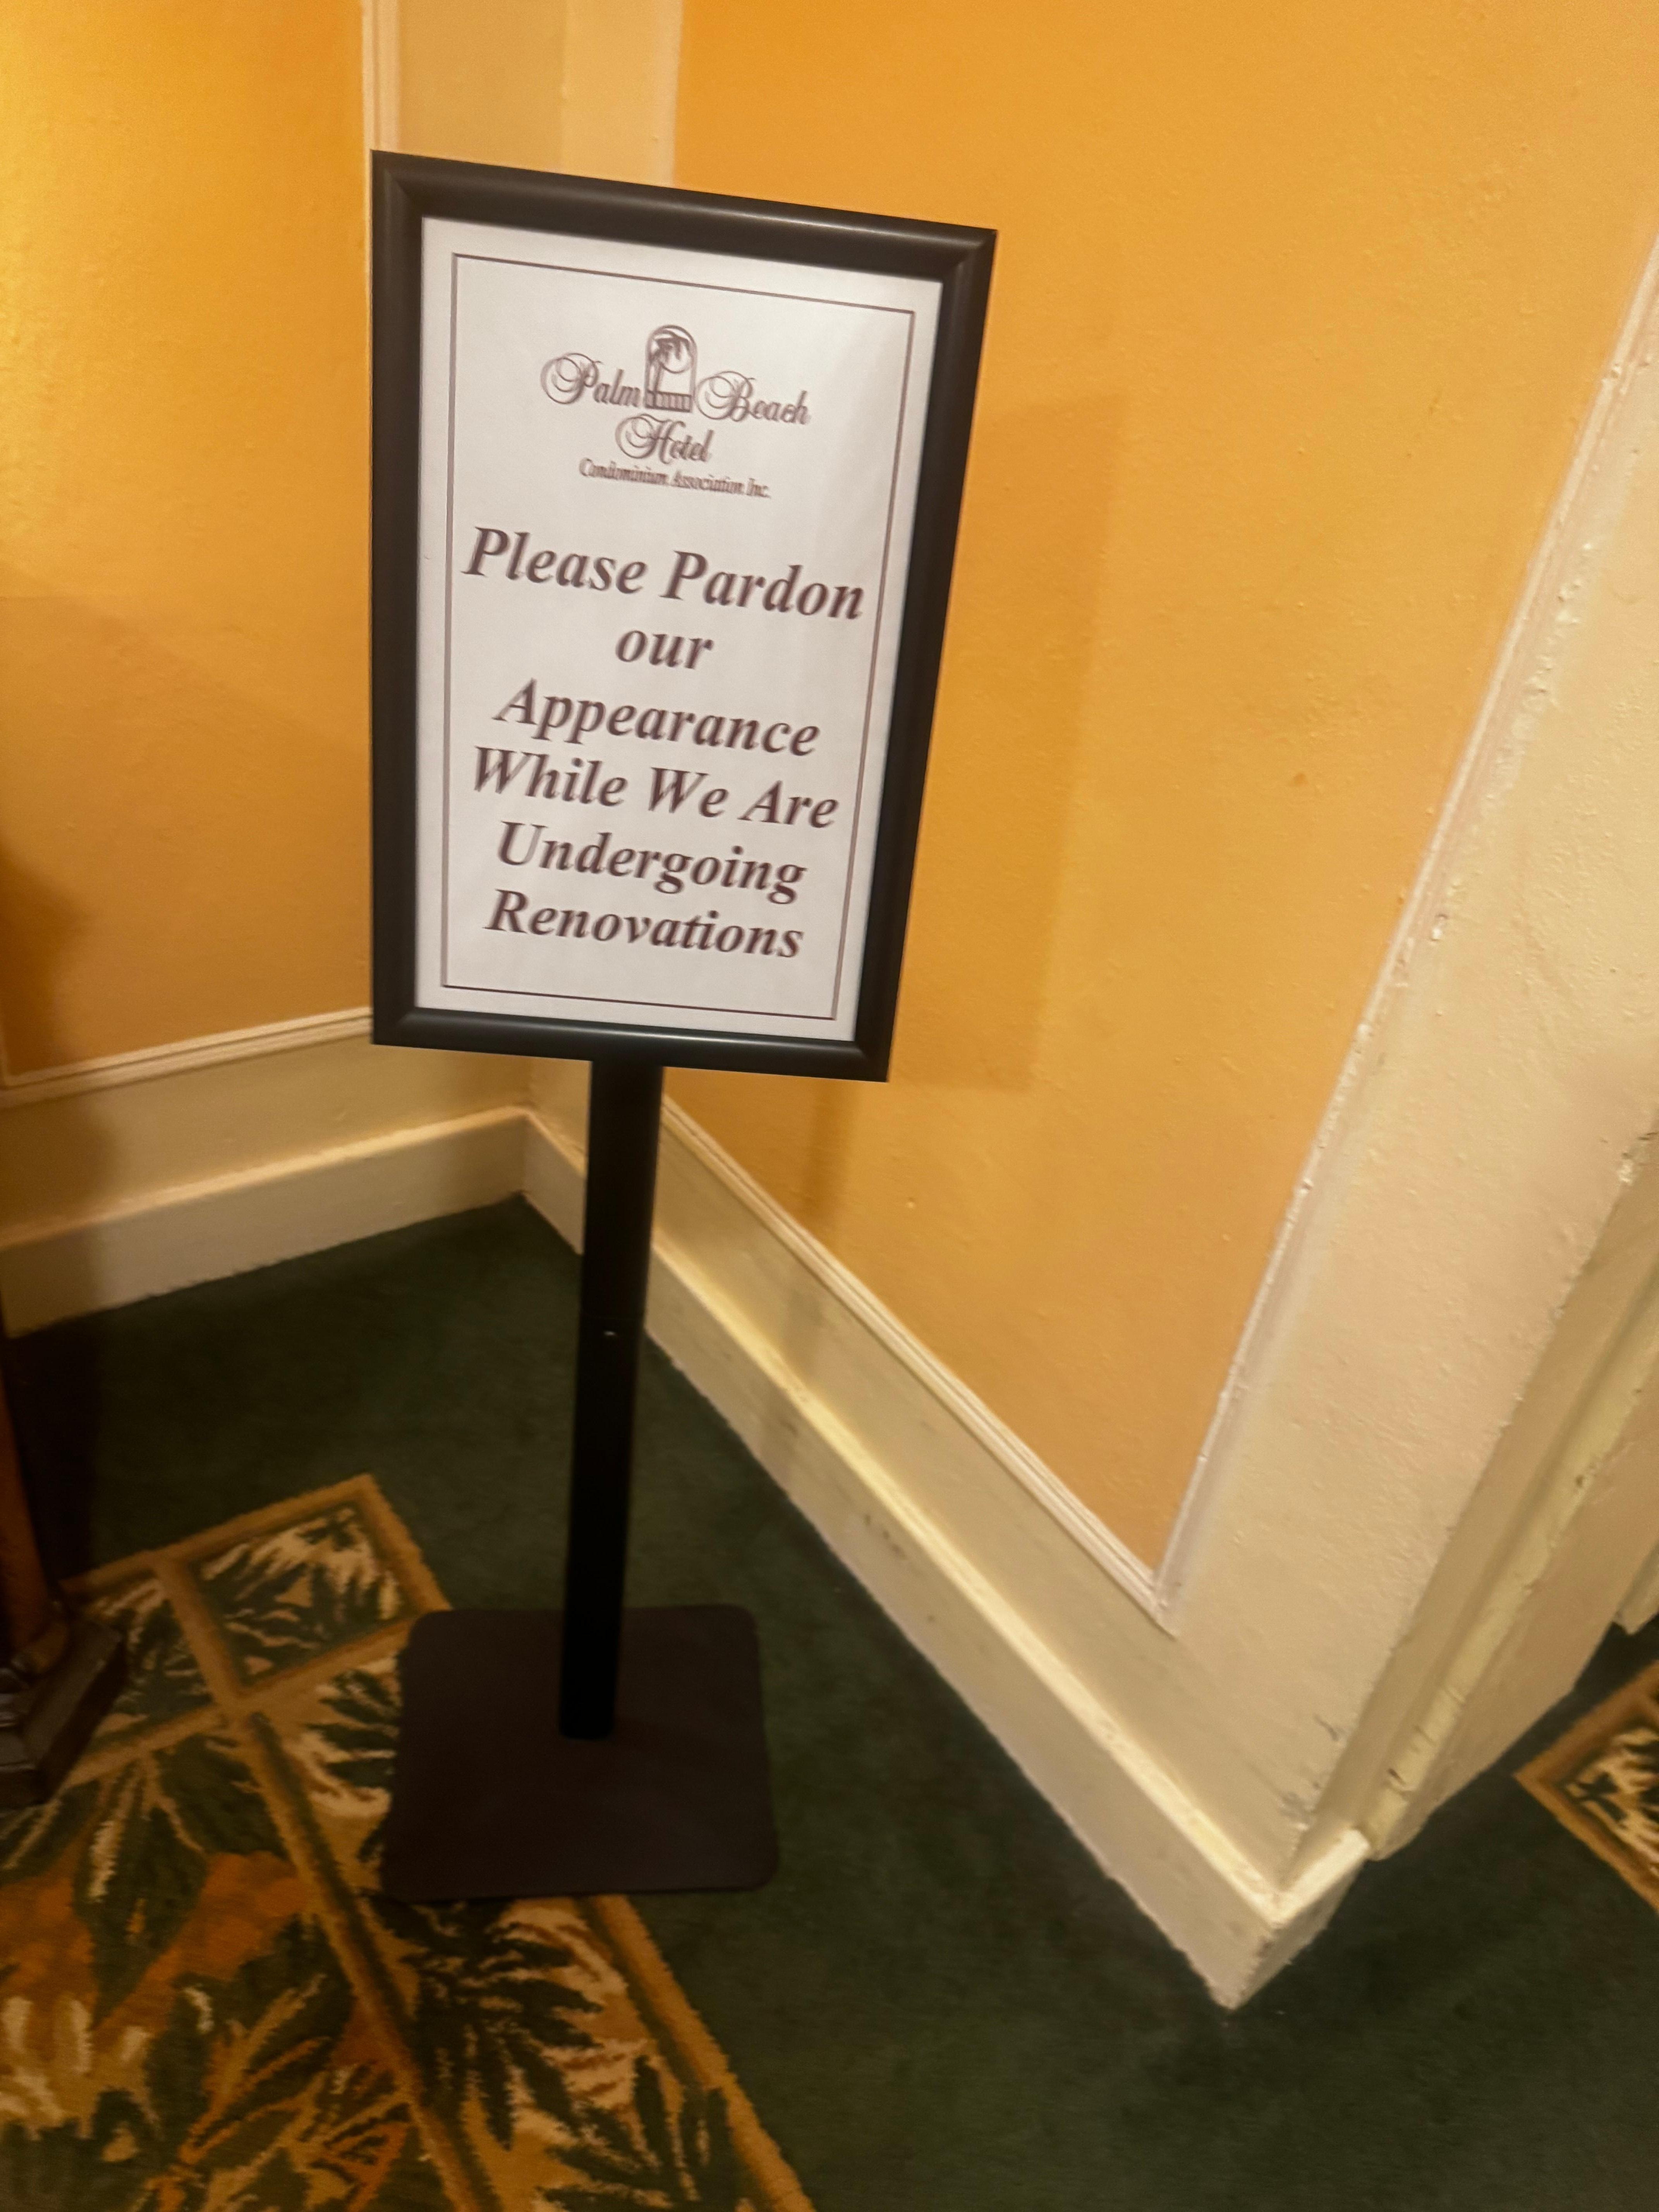 Palm Beach
Hotel
Condominium Association Inc.
Please Pardon
our
Appearance
While We Are
Undergoing
Renovations